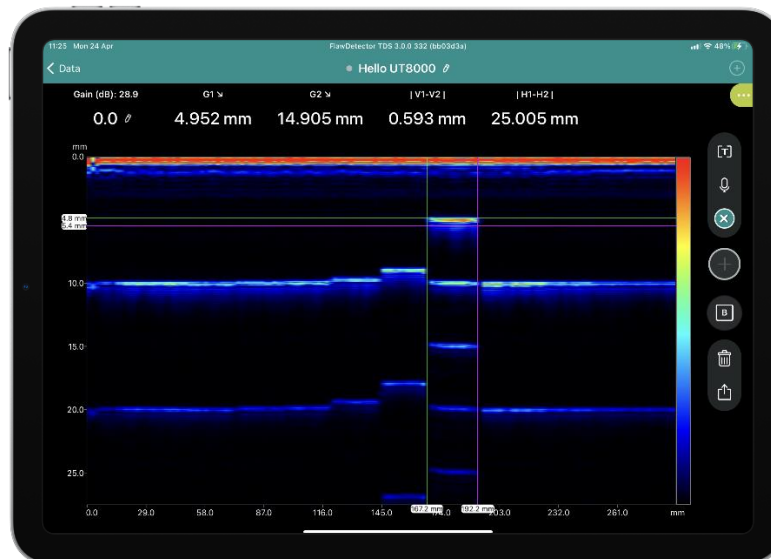 11:25 Mon 24 Apr
FlawDetector TDS 3.0.0 332 (bb03d3a)
48%
Data
Hello UT8000
Gain (dB): 28.9
G1
G2
| V1-V2 |
| H1-H2 |
0.0
4.952 mm
14.905 mm
0.593 mm
25.005 mm
mm
0.0
[T]
4.8 mm
5.4 mm
10.0
B
15.0
20.0
25.0
0.0
29.0
58.0
87.0
116.0
145.0
167.2 mm
192.2 mm
203.0
232.0
261.0
mm